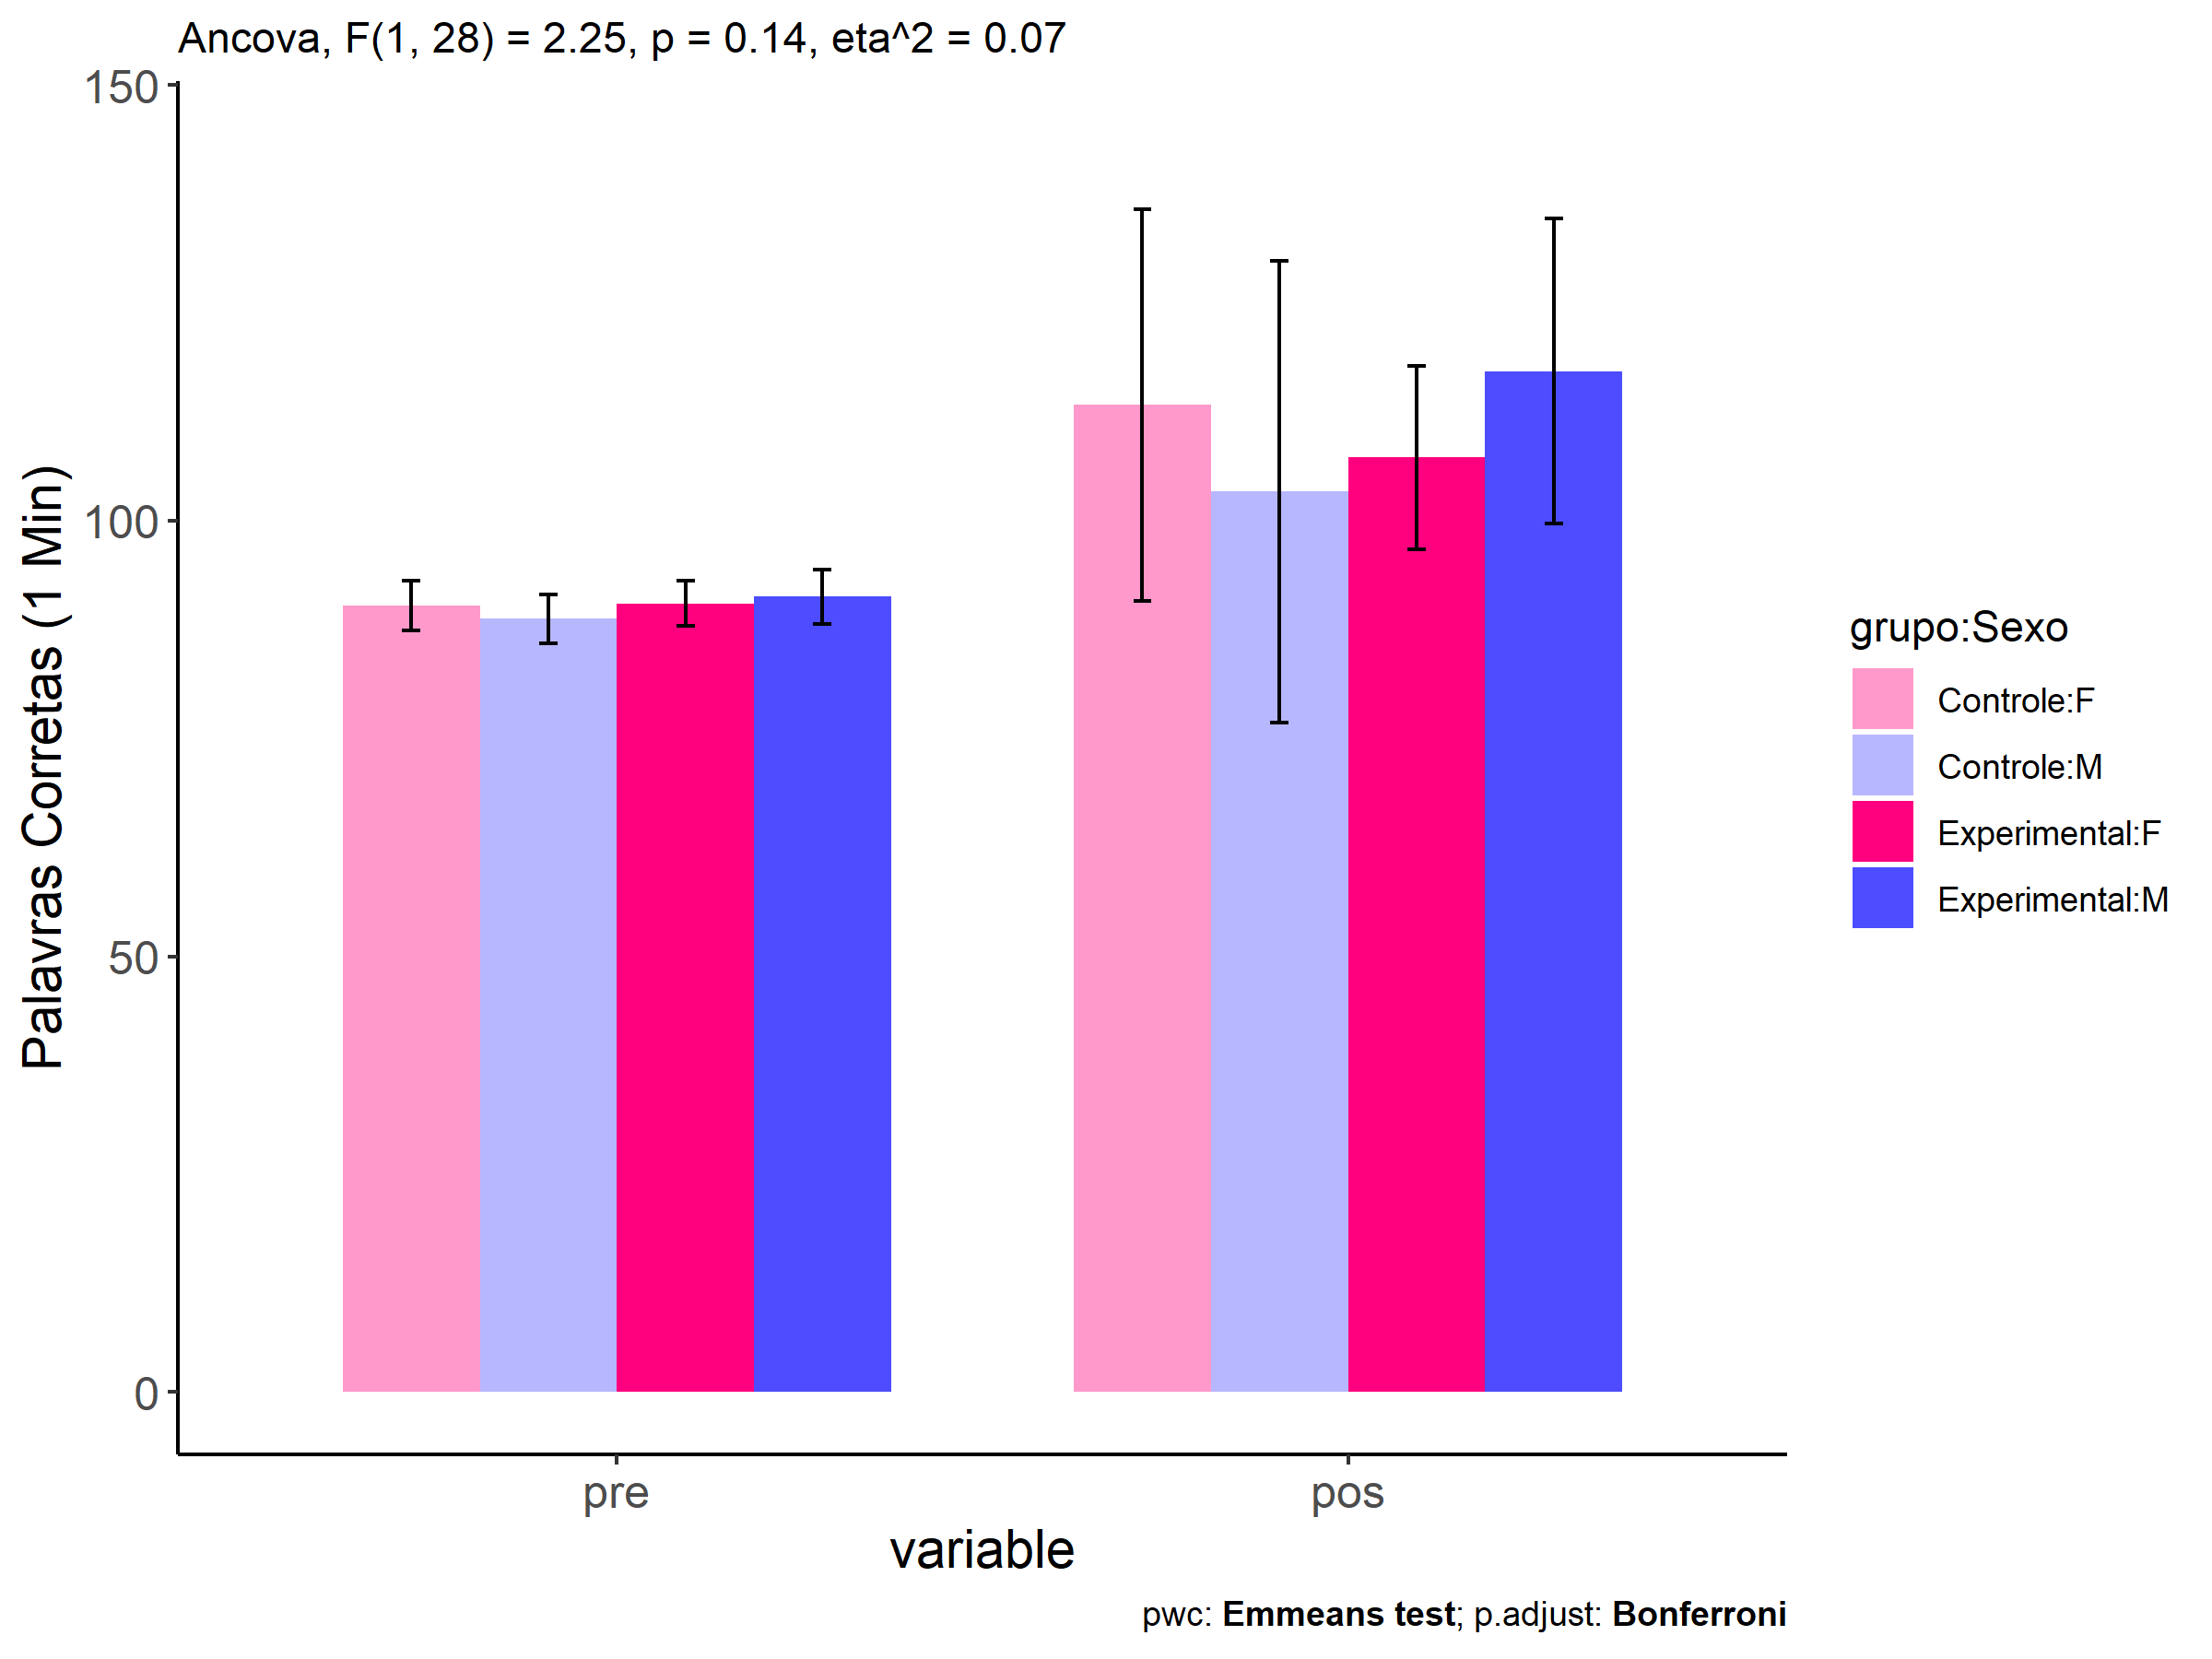 Ancova, F(1, 28) = 2.25, p = 0.14, eta^2 = 0.07
150
100
50
0
Palavras Corretas (1 Min)
pre
pos
variable
grupo:Sexo
Controle:F
Controle:M
Experimental:F
Experimental:M
pwc: Emmeans test; p.adjust: Bonferroni